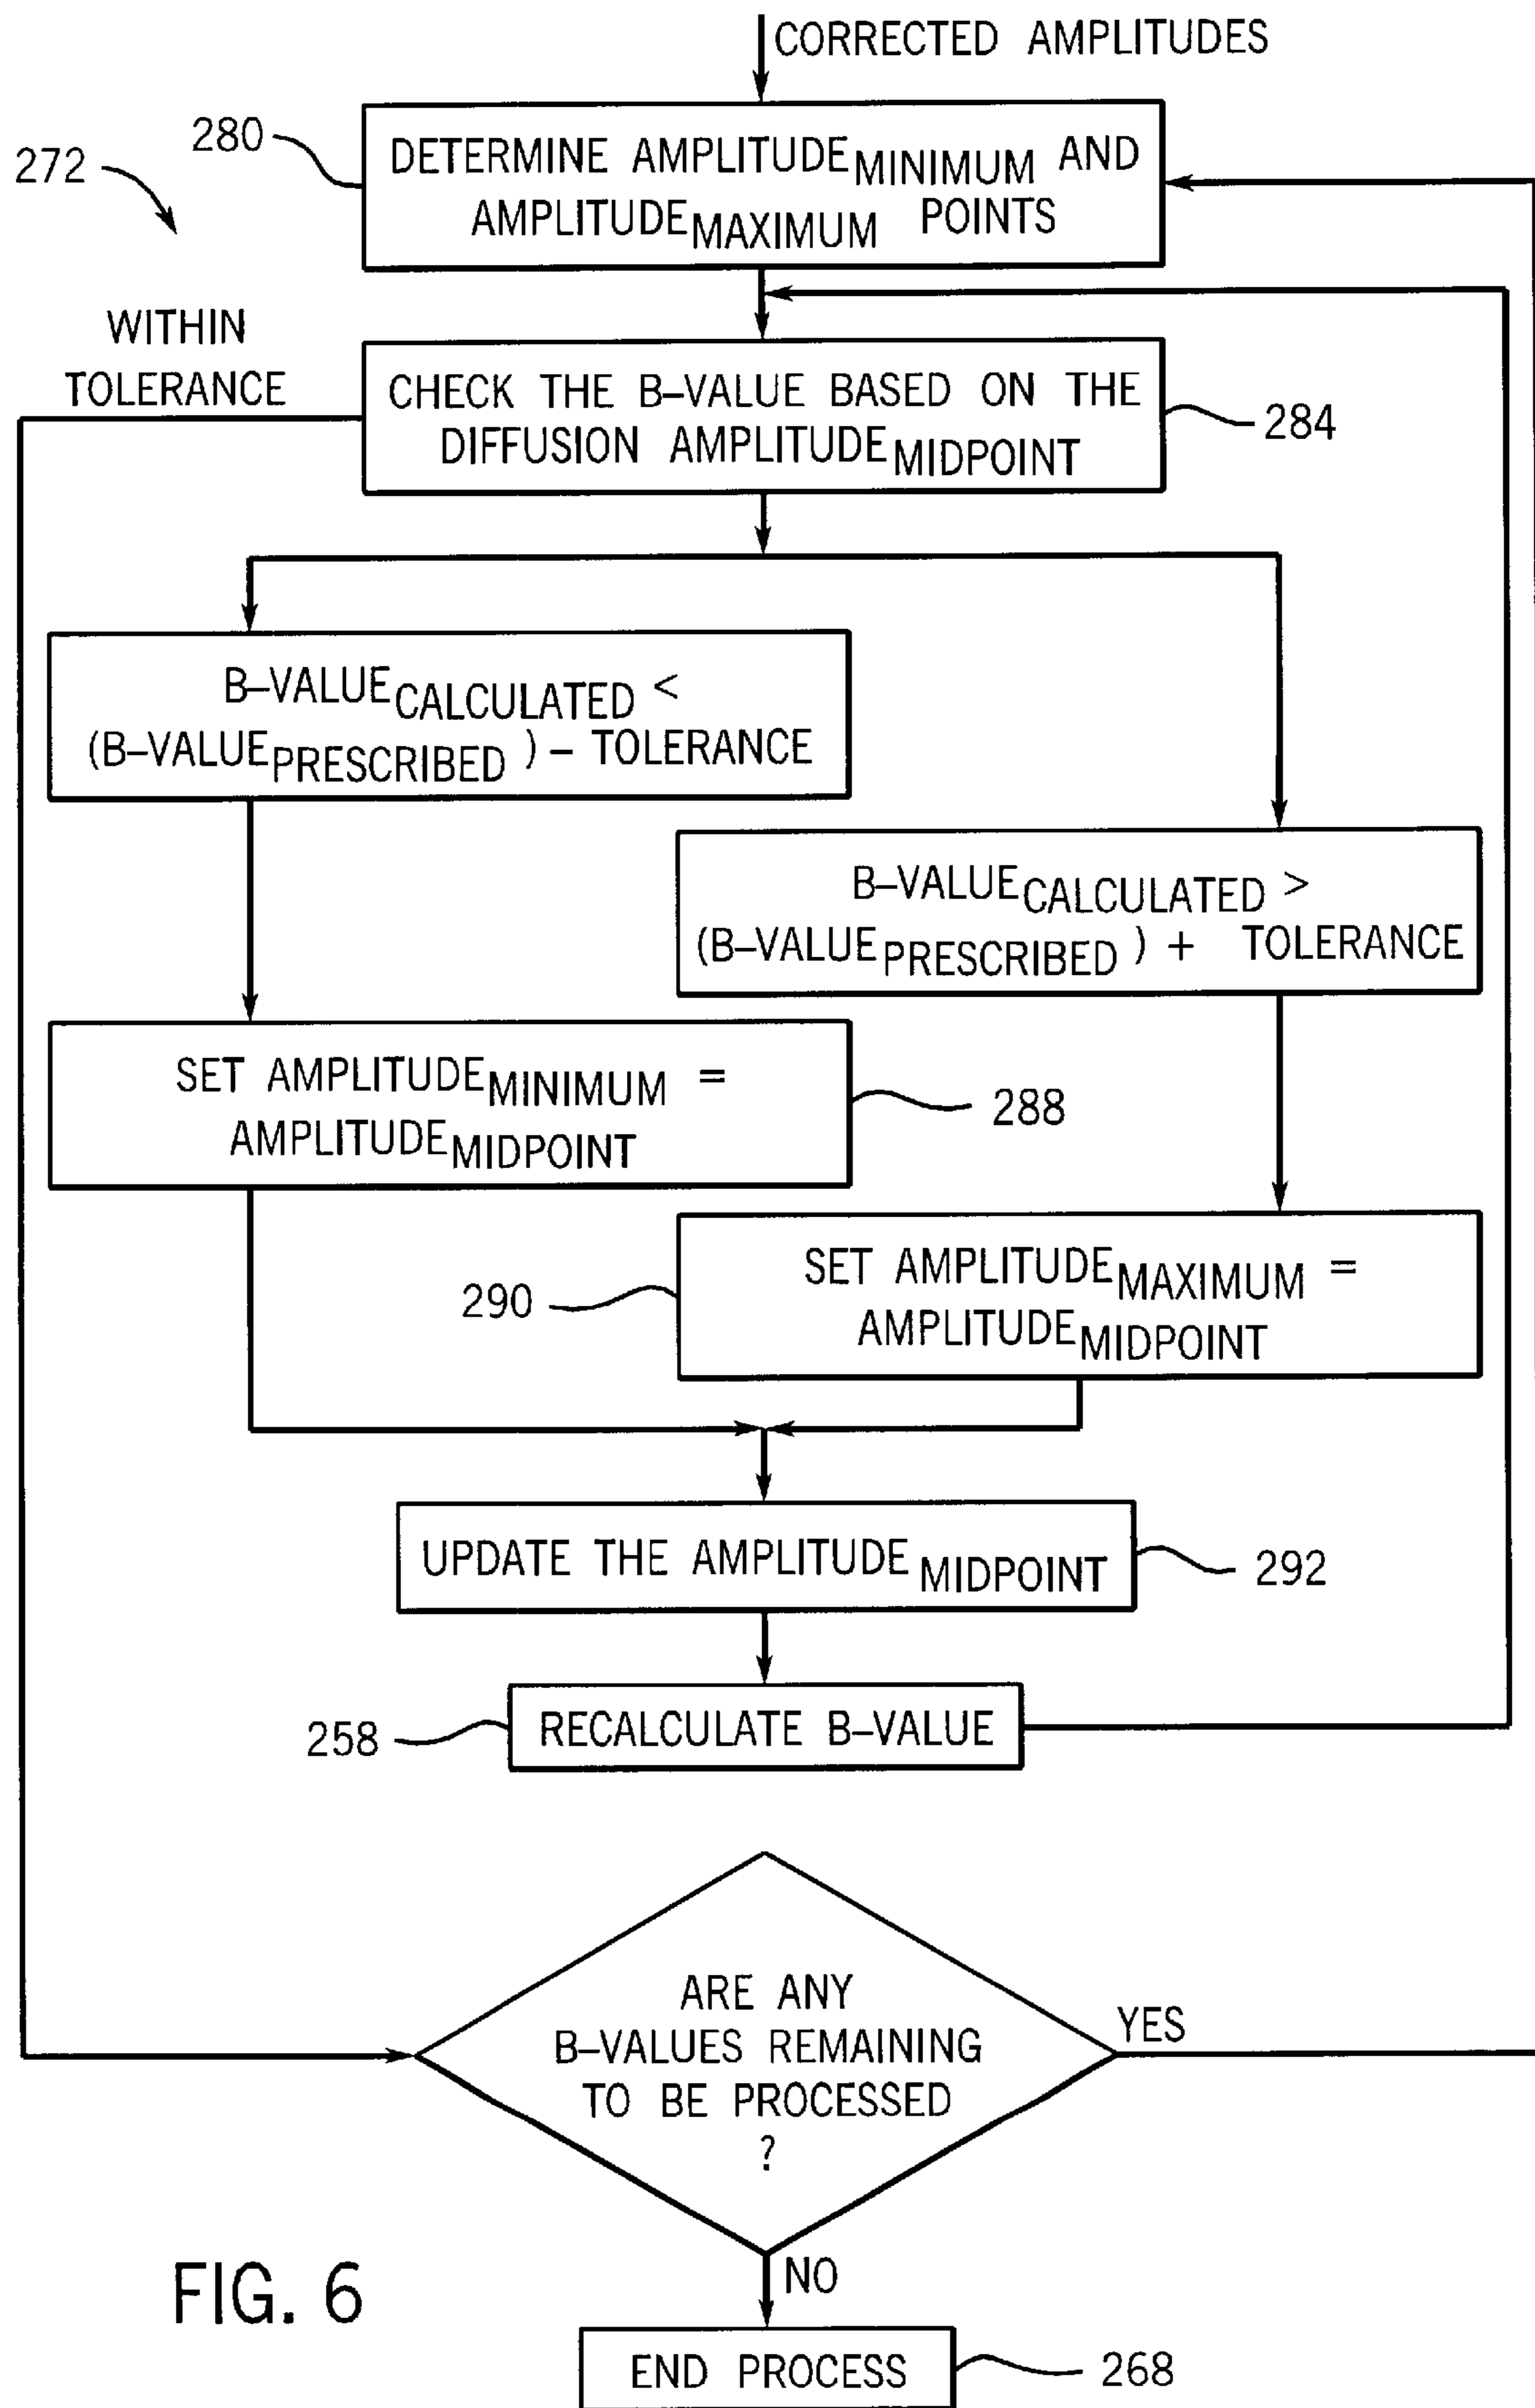 CORRECTED AMPLITUDES
280
272
DETERMINE AMPLITUDE MINIMUM AND
AMPLITUDE MAXIMUM POINTS
WITHIN
TOLERANCE
CHECK THE B–VALUE BASED ON THE
DIFFUSION AMPLITUDE MIDPOINT
284
B–VALUE CALCULATED <
(B–VALUE PRESCRIBED ) – TOLERANCE
B–VALUE CALCULATED >
(B–VALUE PRESCRIBED ) + TOLERANCE
SET AMPLITUDE MINIMUM =
AMPLITUDE MIDPOINT
288
290
SET AMPLITUDE MAXIMUM =
AMPLITUDE MIDPOINT
UPDATE THE AMPLITUDE MIDPOINT
292
258
RECALCULATE B–VALUE
ARE ANY
B–VALUES REMAINING
TO BE PROCESSED
?
YES
NO
FIG. 6
END PROCESS
268